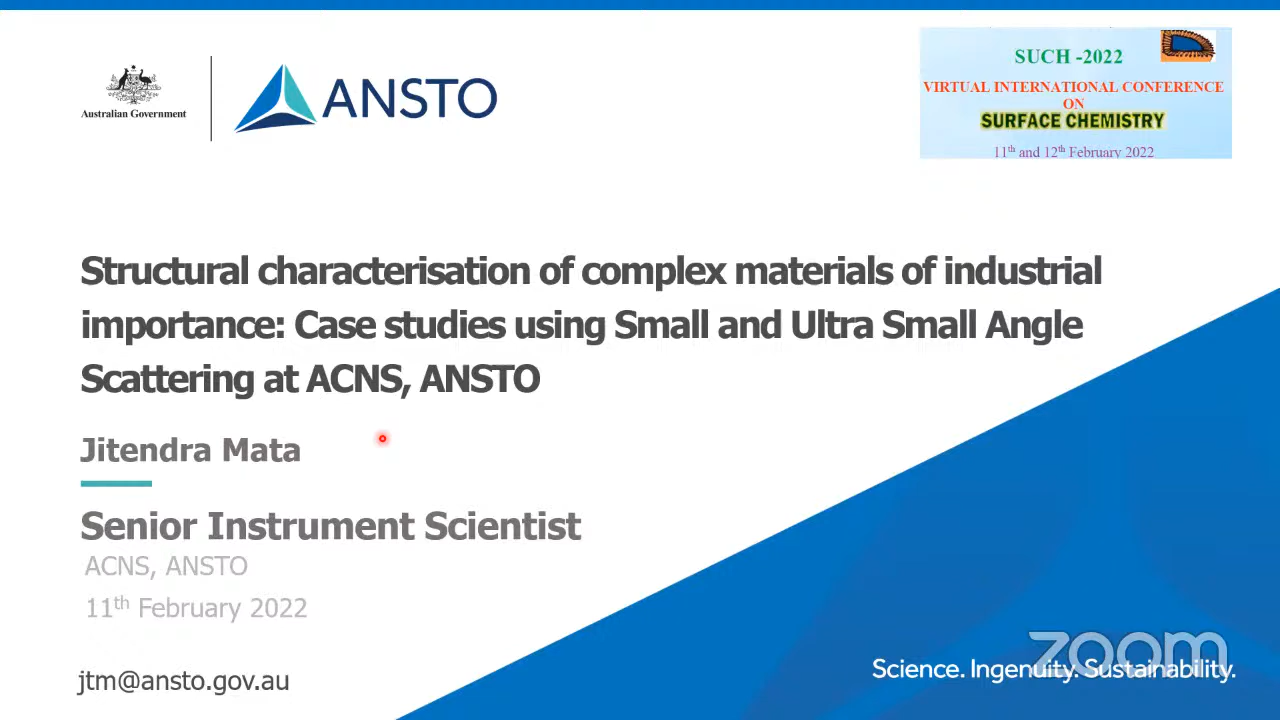 Australian Government
ANSTO
SUCH -2022
VIRTUAL INTERNATIONAL CONFERENCE
ON
SURFACE CHEMISTRY
11th and 12th February 2022
Structural characterisation of complex materials of industrial
importance: Case studies using Small and Ultra Small Angle
Scattering at ACNS, ANSTO
Jitendra Mata
Senior Instrument Scientist
ACNS, ANSTO
11th February 2022
jtm@ansto.gov.au
zoom
Science. Ingenuity. Sustainability.